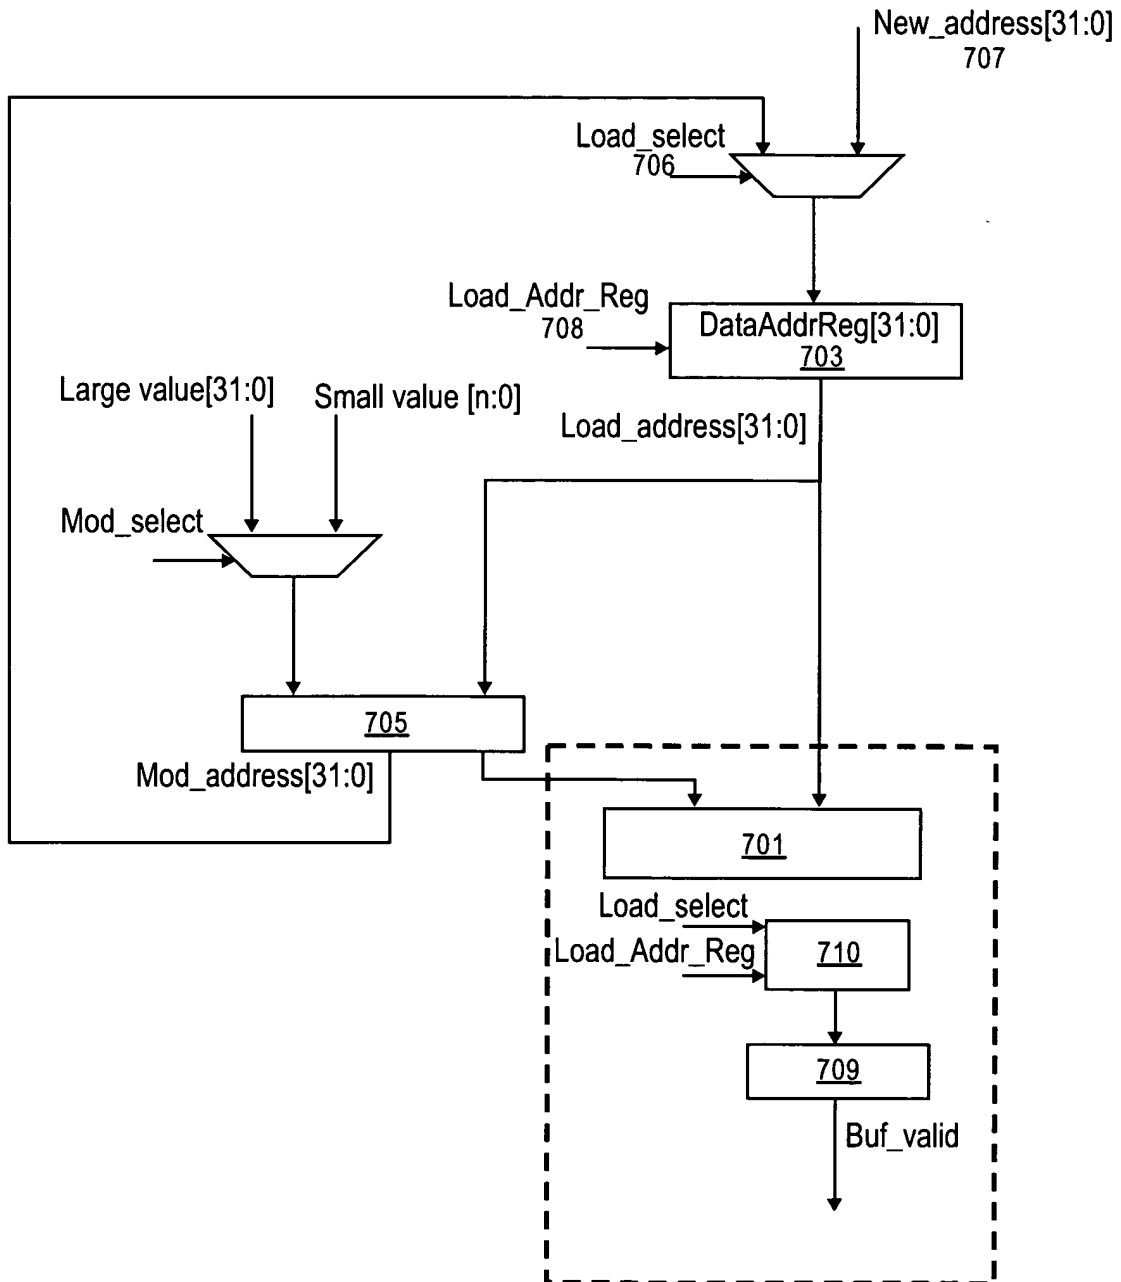 New_address[31:0]
707
Load_select
706
Load_Addr_Reg
708
DataAddrReg[31:0]
703
Large value[31:0]
Small value [n:0]
Load_address[31:0]
Mod_select
705
Mod_address[31:0]
701
Load_select
Load_Addr_Reg
710
709
Buf_valid